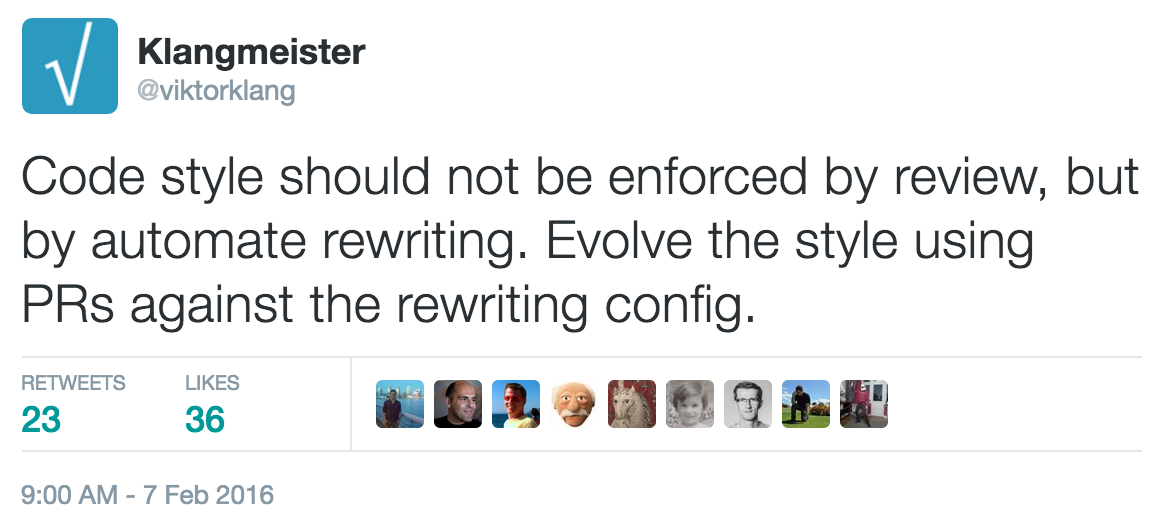 Klangmeister
@viktorklang
Code style should not be enforced by review, but
by automate rewriting. Evolve the style using
PRs against the rewriting config.
RETWEETS LIKES
23 36
9:00 AM - 7 Feb 2016